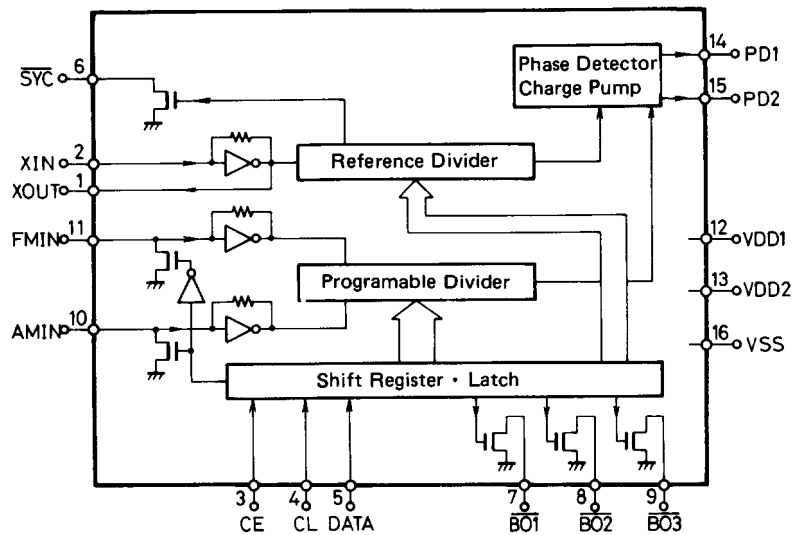 14
PD1
Phase Detector
Charge Pump
15
PD2
6
SYC
2
XIN
Reference Divider
1
XOUT
11
FMIN
12
VDD1
Programable Divider
13
VDD2
10
AMIN
16
VSS
Shift Register · Latch
3
4
5
7
8
9
CE
CL
DATA
BO1
BO2
BO3